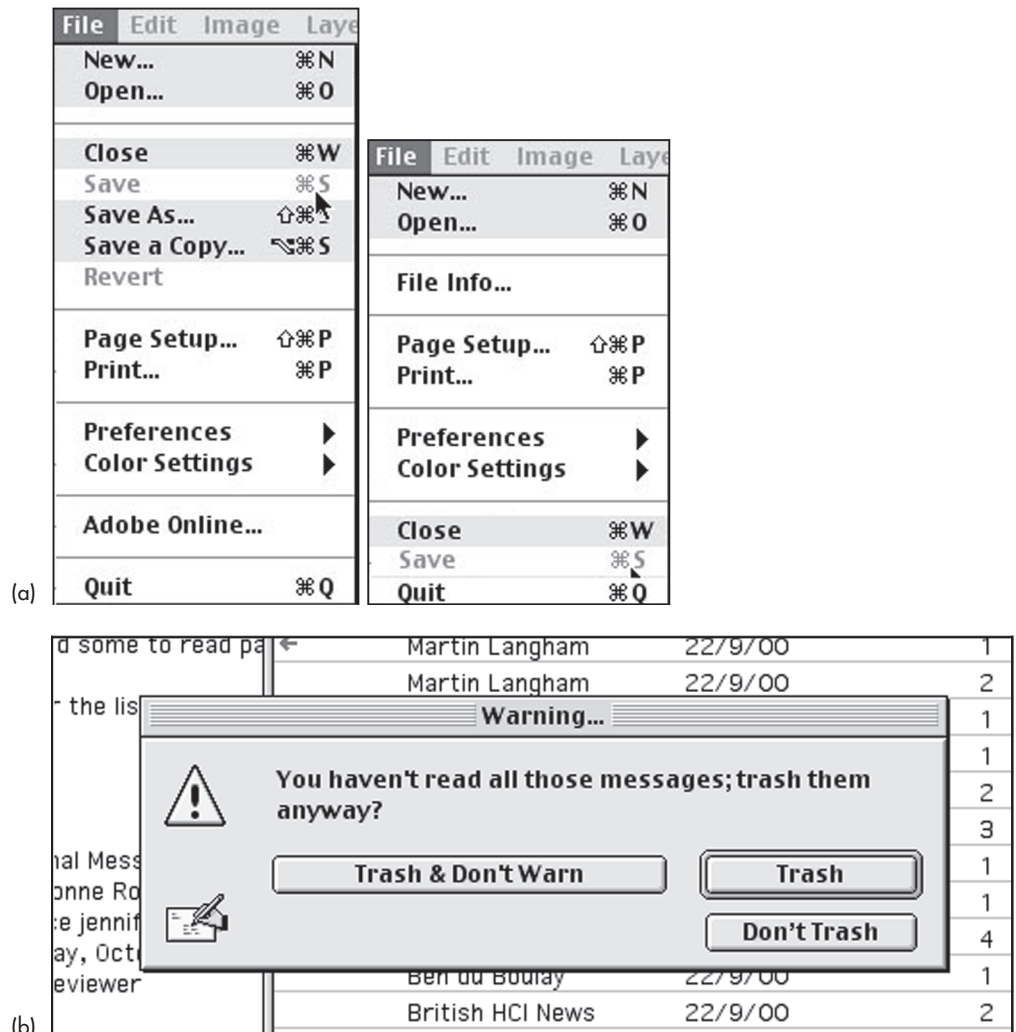 File Edit Image Laye
New... ⌘N
Open... ⌘O
Close ⌘W
Save ⌘S
Save As... ⇧⌘S
Save a Copy... ⌥⌘S
Revert
Page Setup... ⇧⌘P
Print... ⌘P
Preferences ▶
Color Settings ▶
Adobe Online...
Quit ⌘Q
File Edit Image Laye
New... ⌘N
Open... ⌘O
File Info...
Page Setup... ⇧⌘P
Print... ⌘P
Preferences ▶
Color Settings ▶
Close ⌘W
Save ⌘S
Quit ⌘Q
(a)
d some to read pa ← Martin Langham 22/9/00 1
Martin Langham 22/9/00 2
r the lis 1
Warning...
1
You haven't read all those messages; trash them
anyway?
2
3
nal Mess 1
Trash & Don't Warn Trash
onne Ro 1
e jennif 4
Don't Trash
ay, Octo
eviewer Ben du Boulay 22/9/00 1
British HCI News 22/9/00 2
(b)